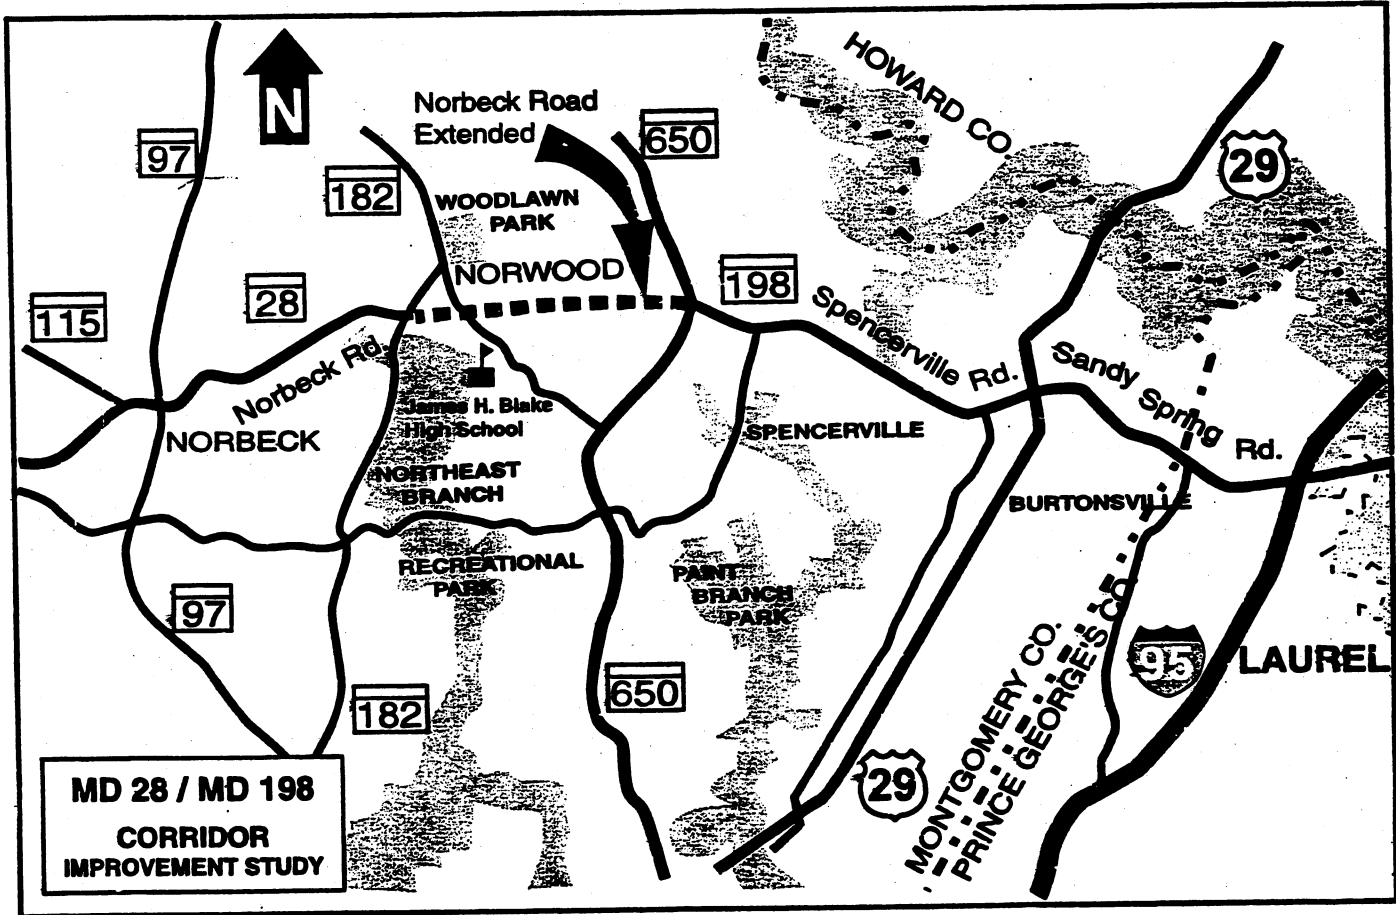 HOWARD CO.
N
Norbeck Road
Extended
650
97
29
182
WOODLAWN
PARK
NORWOOD
198
28
115
Spencerville Rd.
Sandy Spring Rd.
Norbeck Rd.
James H. Blake
High School
NORBECK
SPENCERVILLE
NORTHEAST
BRANCH
BURTONSVILLE
RECREATIONAL
PARK
PAINT
BRANCH
PARK
97
MONTGOMERY CO.
PRINCE GEORGE'S CO.
95
LAUREL
650
182
29
MD 28 / MD 198
CORRIDOR
IMPROVEMENT STUDY